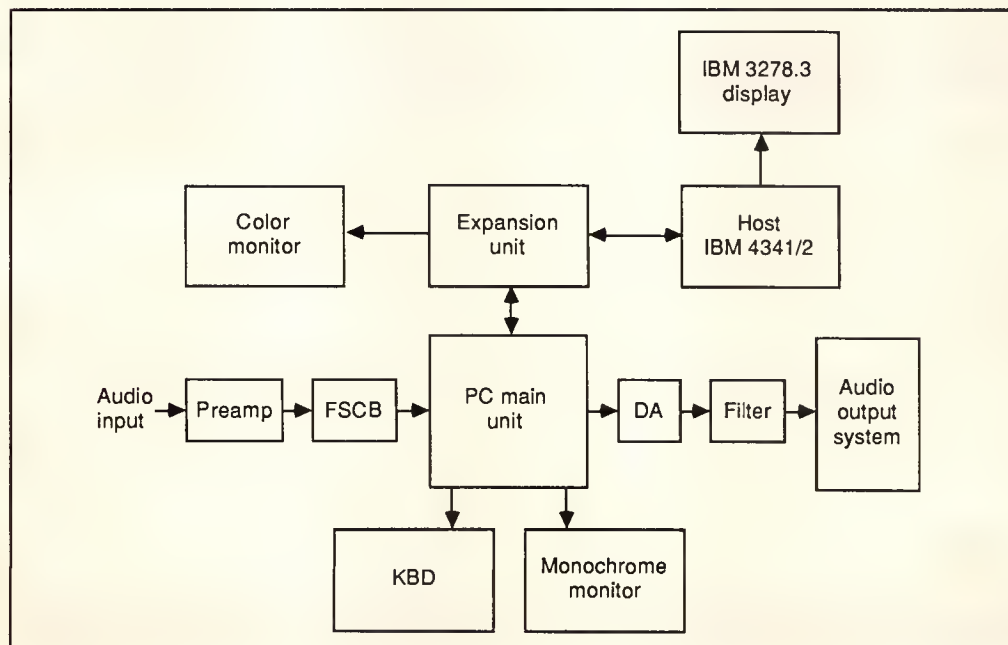 IBM 3278.3
display
Color
monitor
Expansion
unit
Host
IBM 4341/2
Audio
input
Preamp
FSCB
PC main
unit
DA
Filter
Audio
output
system
KBD
Monochrome
monitor